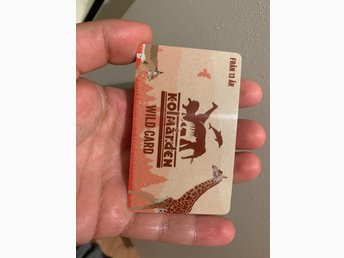 FRÅN 13 ÅR
KOLMÅRDEN
WILD CARD